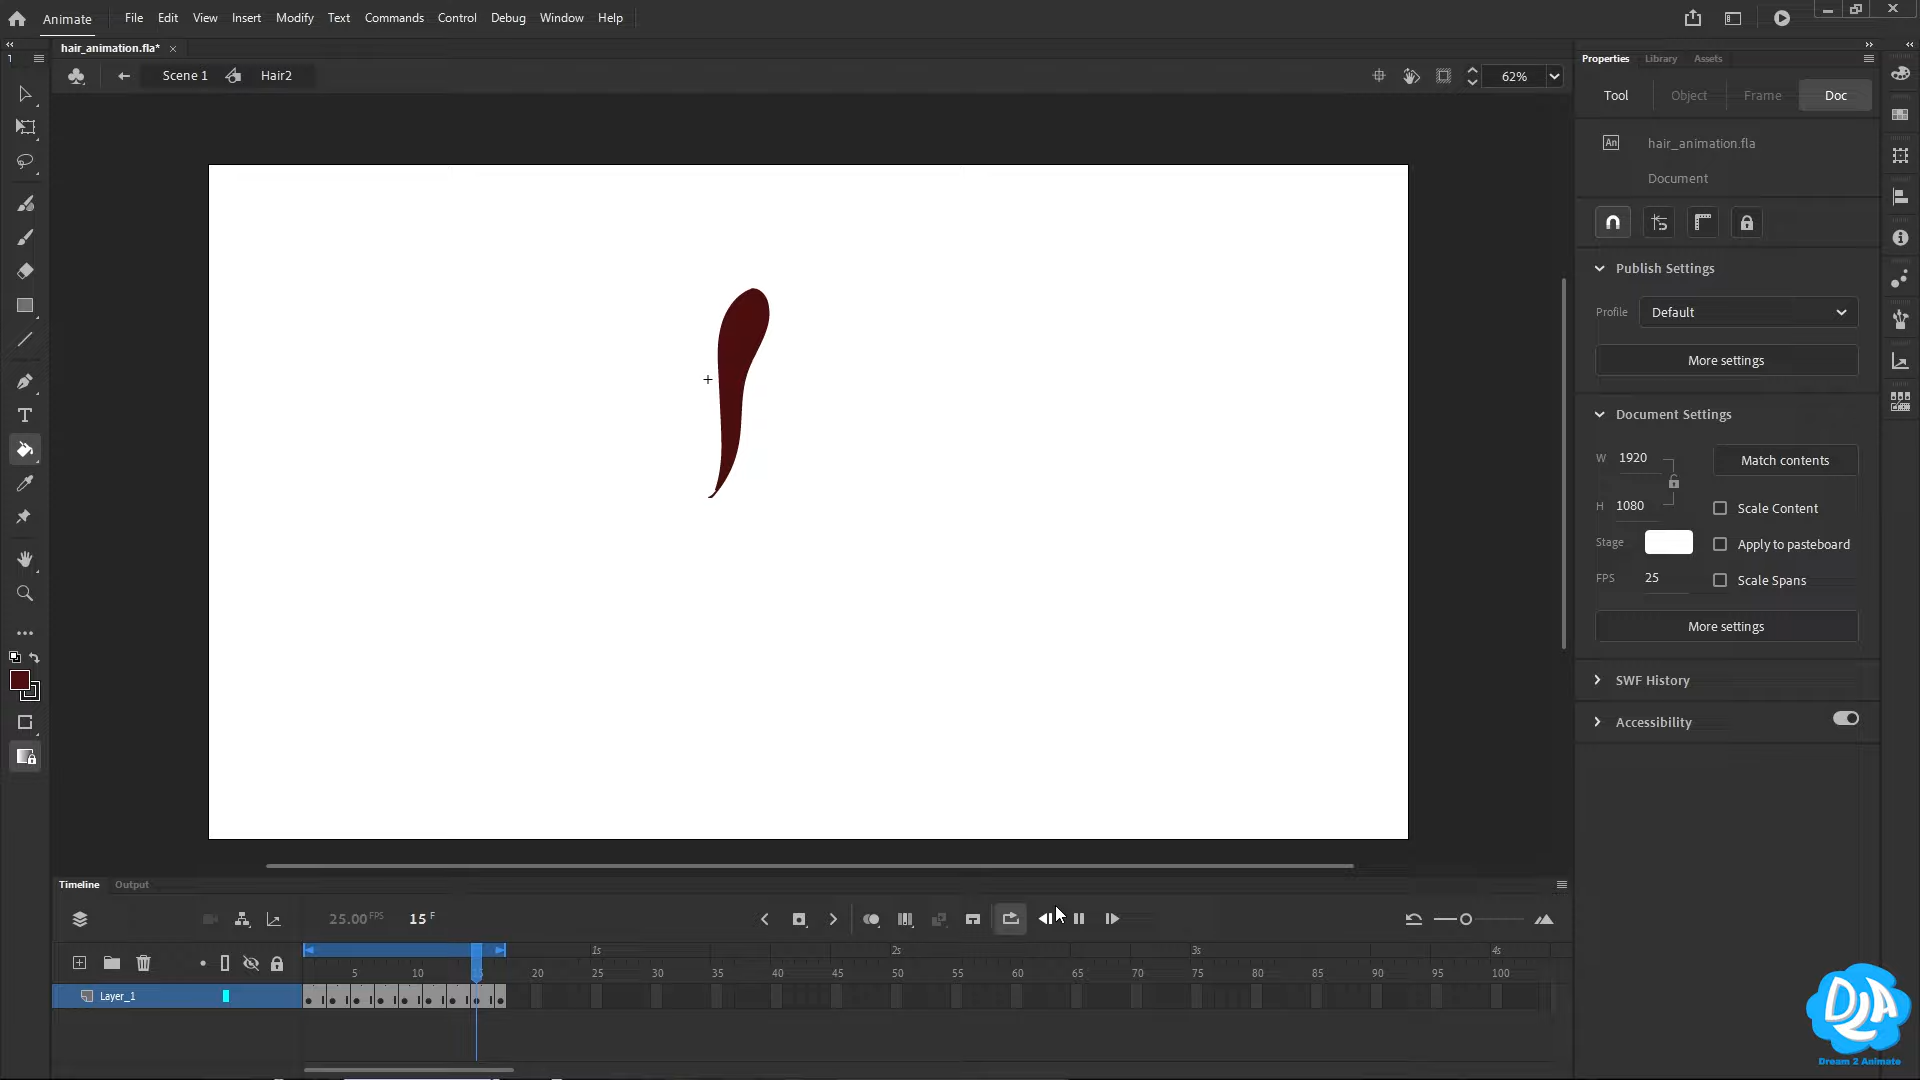 Animate File Edit View Insert Modify Text Commands Control Debug Window Help
hair_animation.fla*
Scene 1 Hair2 62%
Properties Library Assets
Tool Object Frame Doc
An hair_animation.fla
Document
Publish Settings
Profile Default
More settings
Document Settings
W 1920 Match contents
H 1080 Scale Content
Stage Apply to pasteboard
FPS 25 Scale Spans
More settings
SWF History
Accessibility
Timeline Output
25.00 FPS 15 F
1s 2s 3s 4s
5 10 15 20 25 30 35 40 45 50 55 60 65 70 75 80 85 90 95 100
Layer_1
D2A
Dream 2 Animate